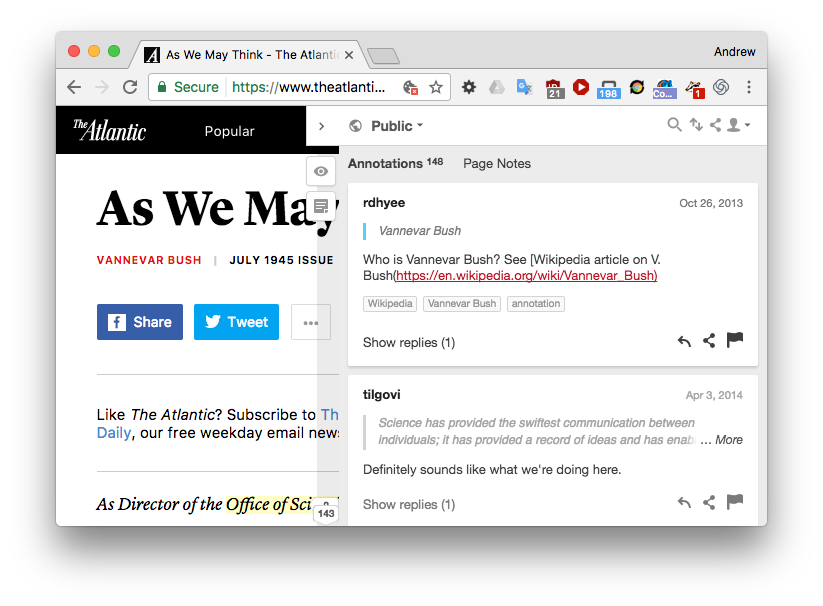 As We May Think - The Atlantic
Andrew
Secure
https://www.theatlanti...
21
198
Co...
1
The Atlantic
Popular
Public
Annotations 148
Page Notes
As We May
VANNEVAR BUSH | JULY 1945 ISSUE
Share
Tweet
Like The Atlantic? Subscribe to Th
Daily, our free weekday email news
As Director of the Office of Sci
143
rdhyee
Oct 26, 2013
Vannevar Bush
Who is Vannevar Bush? See [Wikipedia article on V.
Bush(https://en.wikipedia.org/wiki/Vannevar_Bush)
Wikipedia
Vannevar Bush
annotation
Show replies (1)
tilgovi
Apr 3, 2014
Science has provided the swiftest communication between
individuals; it has provided a record of ideas and has enab
... More
Definitely sounds like what we're doing here.
Show replies (1)